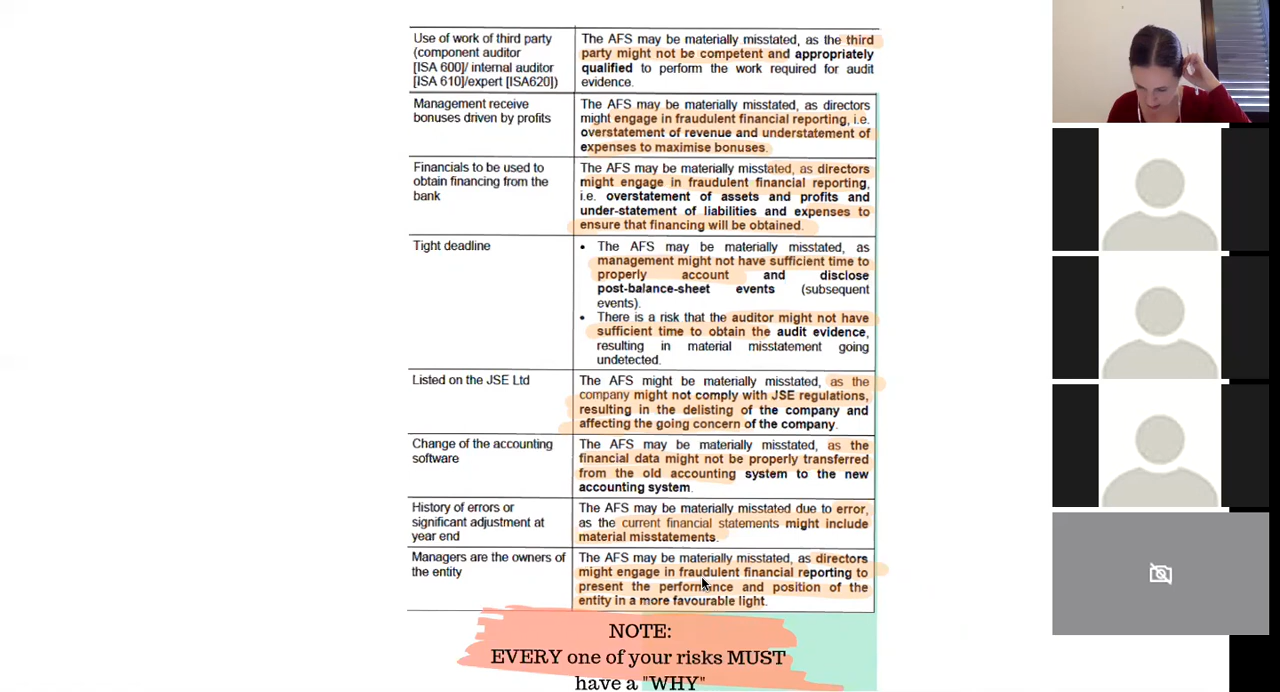 Use of work of third party
(component auditor
[ISA 600]/ internal auditor
[ISA 610]/expert [ISA620])
The AFS may be materially misstated, as the third
party might not be competent and appropriately
qualified to perform the work required for audit
evidence.
Management receive
bonuses driven by profits
The AFS may be materially misstated, as directors
might engage in fraudulent financial reporting, i.e.
overstatement of revenue and understatement of
expenses to maximise bonuses.
Financials to be used to
obtain financing from the
bank
The AFS may be materially misstated, as directors
might engage in fraudulent financial reporting,
i.e. overstatement of assets and profits and
under-statement of liabilities and expenses to
ensure that financing will be obtained.
Tight deadline
• The AFS may be materially misstated, as
management might not have sufficient time to
properly account and disclose
post-balance-sheet events (subsequent
events).
• There is a risk that the auditor might not have
sufficient time to obtain the audit evidence,
resulting in material misstatement going
undetected.
Listed on the JSE Ltd
The AFS might be materially misstated, as the
company might not comply with JSE regulations,
resulting in the delisting of the company and
affecting the going concern of the company.
Change of the accounting
software
The AFS may be materially misstated, as the
financial data might not be properly transferred
from the old accounting system to the new
accounting system.
History of errors or
significant adjustment at
year end
The AFS may be materially misstated due to error,
as the current financial statements might include
material misstatements.
Managers are the owners of
the entity
The AFS may be materially misstated, as directors
might engage in fraudulent financial reporting to
present the performance and position of the
entity in a more favourable light.
NOTE:
EVERY one of your risks MUST
have a "WHY"